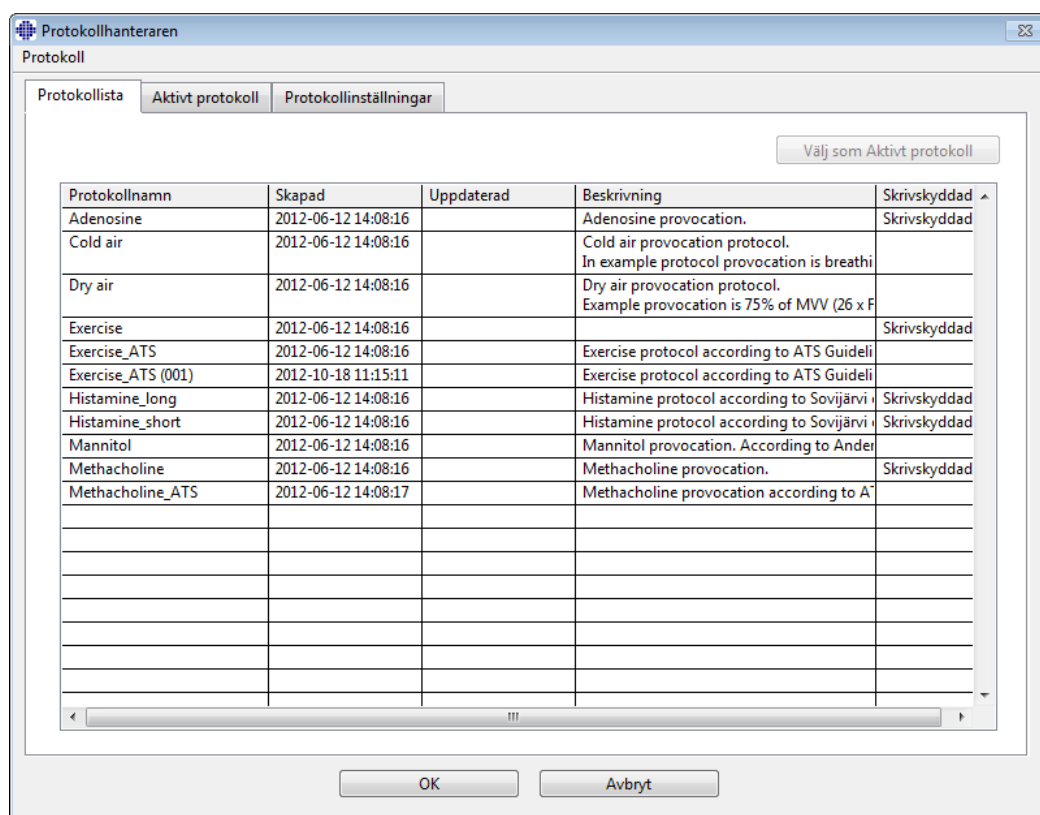 Protokollhanteraren
Protokoll
Protokollista Aktivt protokoll Protokollinställningar
Välj som Aktivt protokoll
Protokollnamn Skapad Uppdaterad Beskrivning Skrivskyddad
Adenosine 2012-06-12 14:08:16 Adenosine provocation. Skrivskyddad
Cold air 2012-06-12 14:08:16 Cold air provocation protocol.
In example protocol provocation is breathi
Dry air 2012-06-12 14:08:16 Dry air provocation protocol.
Example provocation is 75% of MVV (26 x F
Exercise 2012-06-12 14:08:16 Skrivskyddad
Exercise_ATS 2012-06-12 14:08:16 Exercise protocol according to ATS Guideli
Exercise_ATS (001) 2012-10-18 11:15:11 Exercise protocol according to ATS Guideli
Histamine_long 2012-06-12 14:08:16 Histamine protocol according to Sovijärvi Skrivskyddad
Histamine_short 2012-06-12 14:08:16 Histamine protocol according to Sovijärvi Skrivskyddad
Mannitol 2012-06-12 14:08:16 Mannitol provocation. According to Ander
Methacholine 2012-06-12 14:08:16 Methacholine provocation. Skrivskyddad
Methacholine_ATS 2012-06-12 14:08:17 Methacholine provocation according to A
OK Avbryt